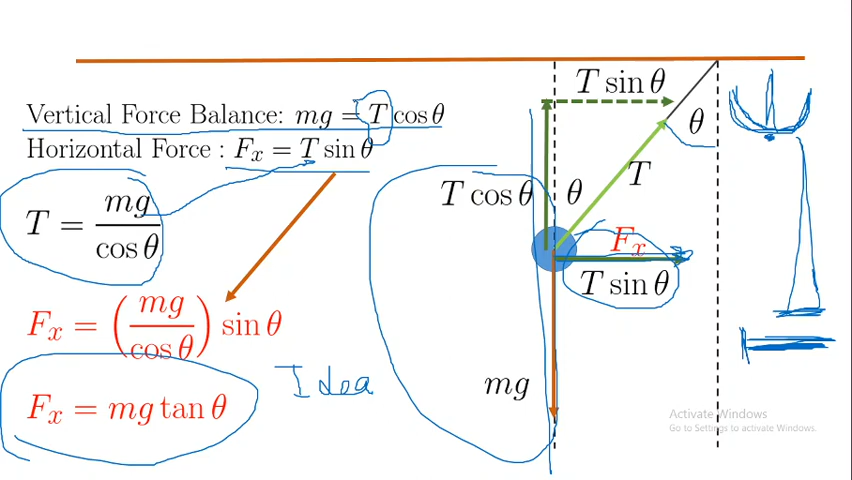 Vertical Force Balance: mg = T cos θ
Horizontal Force : Fₓ = T sin θ
T = mg / cos θ
Fₓ = (mg / cos θ) sin θ
Fₓ = mg tan θ
Idea
T sin θ
θ
T
T cos θ
θ
Fₓ
T sin θ
mg
Activate Windows
Go to Settings to activate Windows.